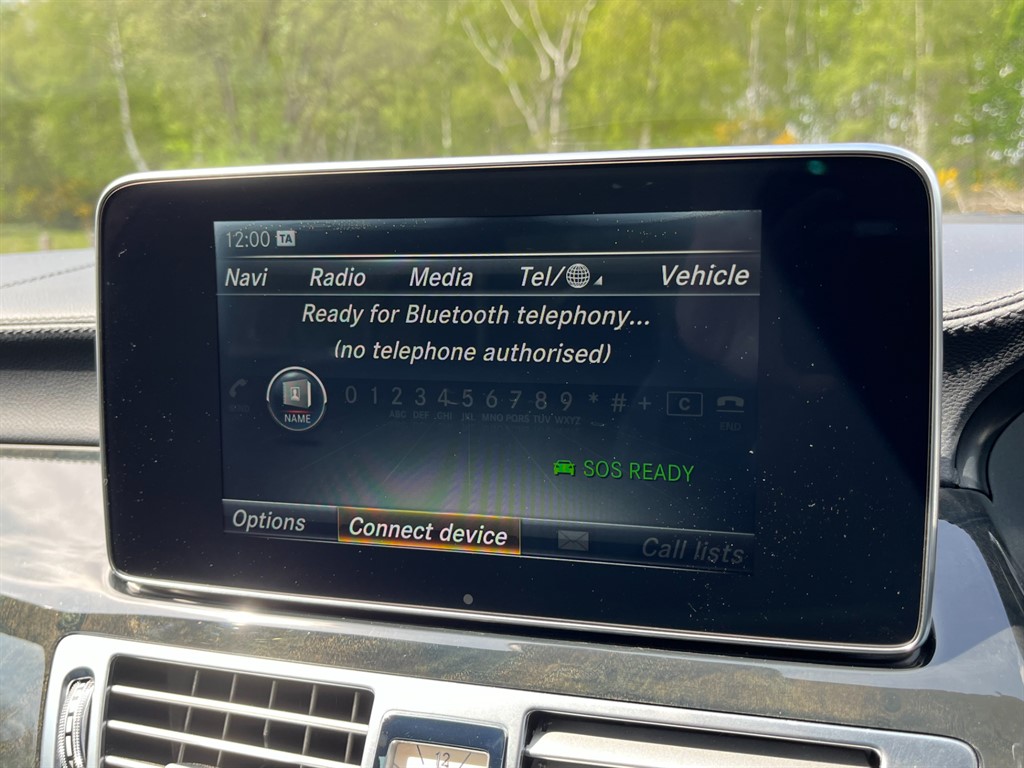 12:00 TA
Navi Radio Media Tel/ Vehicle
Ready for Bluetooth telephony...
(no telephone authorised)
NAME 0 1 2 3 4 5 6 7 8 9 * # + C
ABC DEF GHI JKL MNO PQRS TUV WXYZ END
SOS READY
Options Connect device Call lists
12